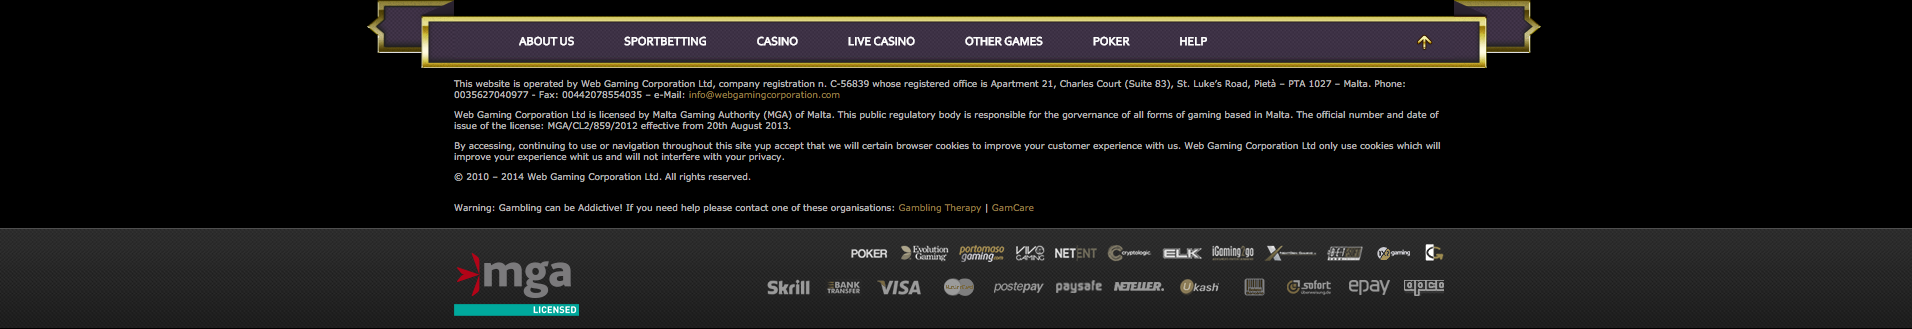 ABOUT US SPORTBETTING CASINO LIVE CASINO OTHER GAMES POKER HELP
This website is operated by Web Gaming Corporation Ltd, company registration n. C-56839 whose registered office is Apartment 21, Charles Court (Suite 83), St. Luke's Road, Pietà – PTA 1027 – Malta. Phone:
0035627040977 - Fax: 00442078554035 – e-Mail: info@webgamingcorporation.com
Web Gaming Corporation Ltd is licensed by Malta Gaming Authority (MGA) of Malta. This public regulatory body is responsible for the gorvernance of all forms of gaming based in Malta. The official number and date of
issue of the license: MGA/CL2/859/2012 effective from 20th August 2013.
By accessing, continuing to use or navigation throughout this site yup accept that we will certain browser cookies to improve your customer experience with us. Web Gaming Corporation Ltd only use cookies which will
improve your experience whit us and will not interfere with your privacy.
© 2010 – 2014 Web Gaming Corporation Ltd. All rights reserved.
Warning: Gambling can be Addictive! If you need help please contact one of these organisations: Gambling Therapy | GamCare
POKER Evolution Gaming portomaso gaming.com VIVO GAMING NETENT cryptologic ELK iGaming2go gaming
mga
LICENSED
Skrill BANK TRANSFER VISA postepay paysafe NETELLER. Ukash sofort epay apco